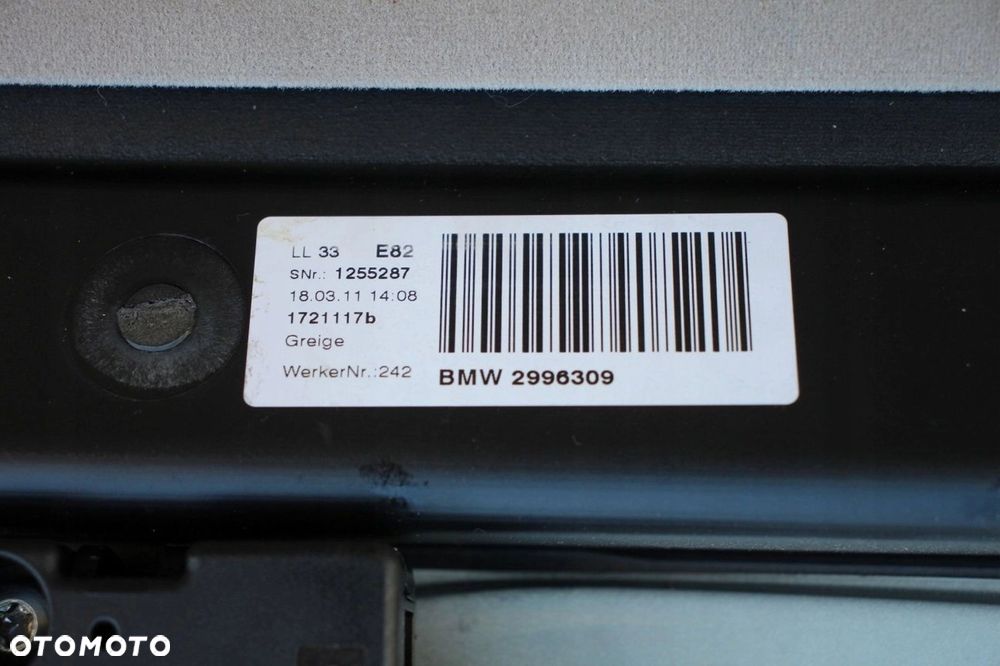 LL 33 E82
SNr.: 1255287
18.03.11 14:08
1721117b
Greige
WerkerNr.:242
BMW 2996309
OTOMOTO